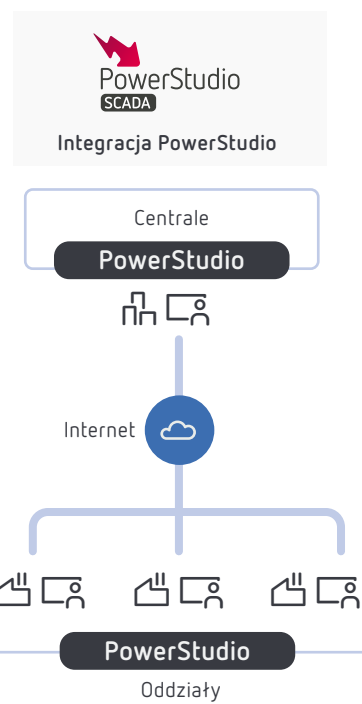 PowerStudio
SCADA
Integracja PowerStudio
Centrale
PowerStudio
Internet
PowerStudio
Oddziały